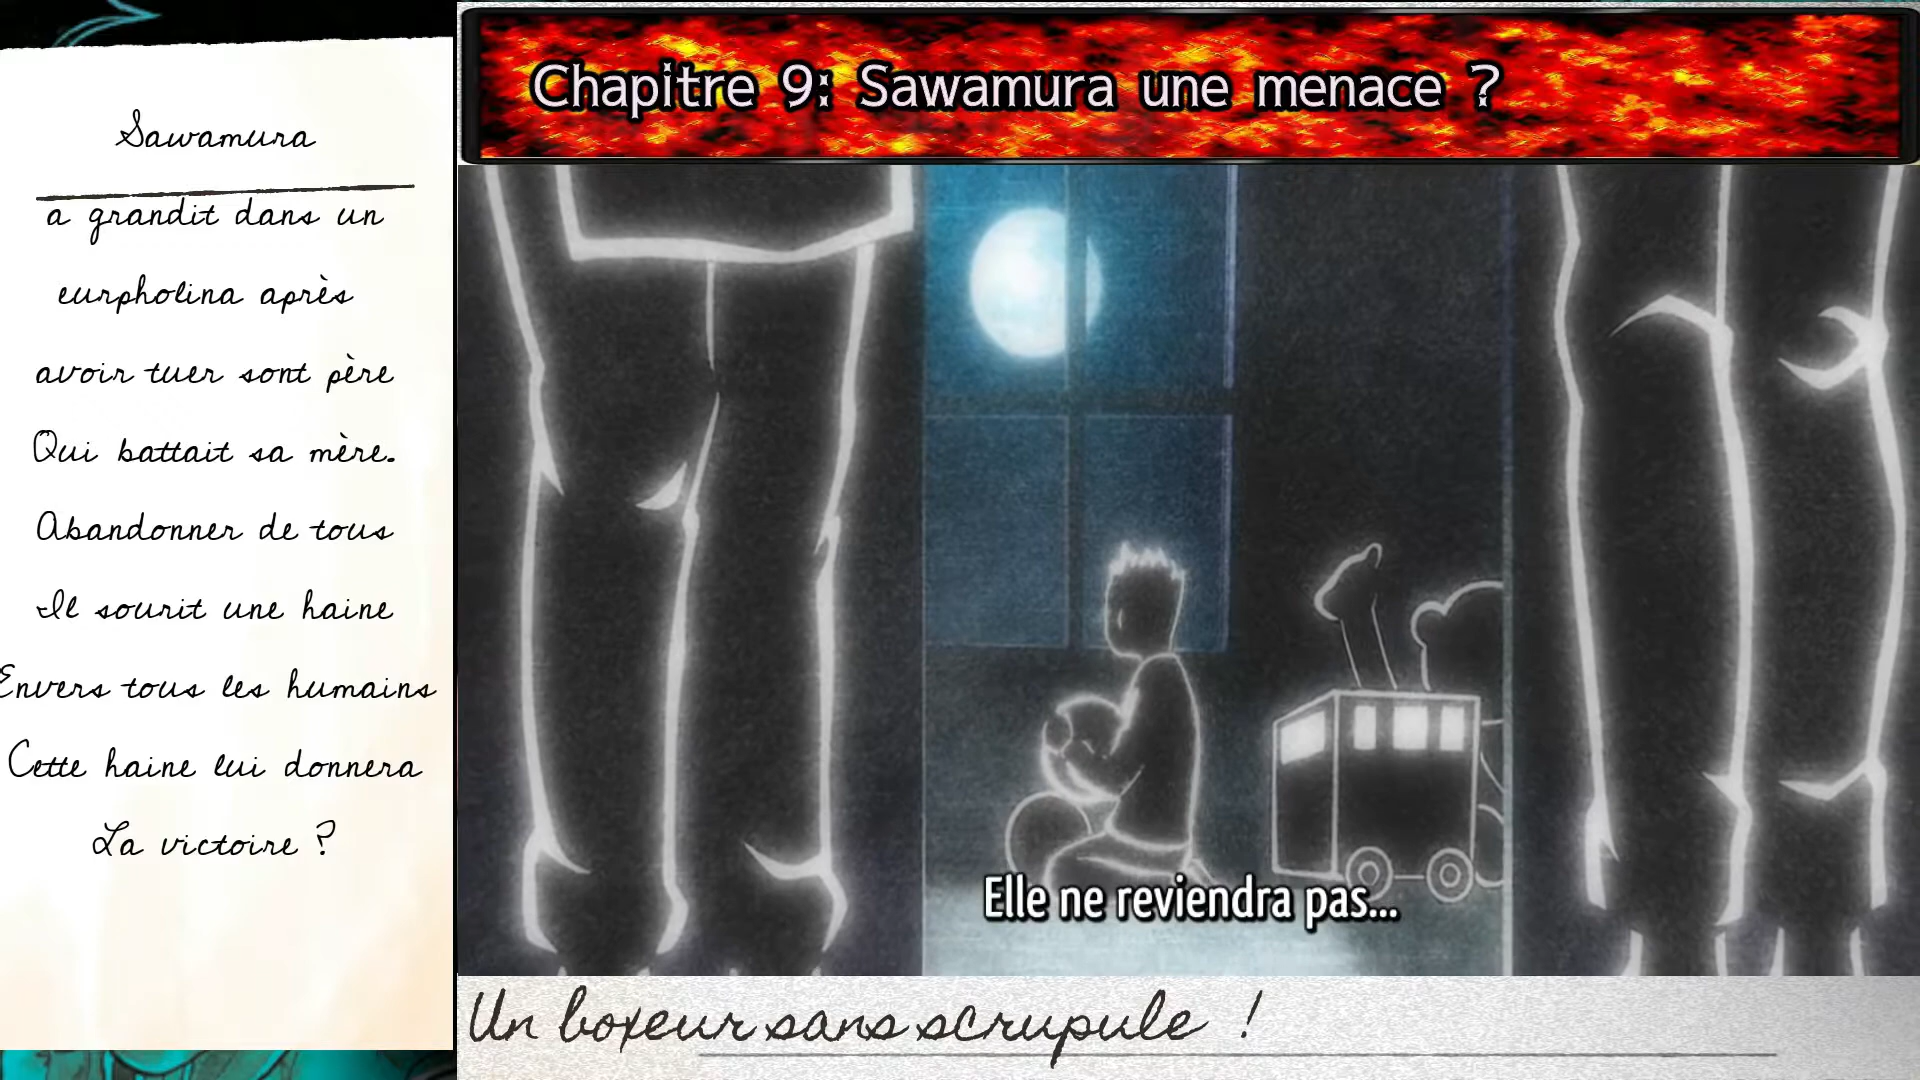 Chapitre 9: Sawamura une menace ?
Sawamura
a grandit dans un
eurpholina après
avoir tuer sont père
Qui battait sa mère.
Abandonner de tous
Il sourit une haine
Envers tous les humains
Cette haine lui donnera
La victoire ?
Elle ne reviendra pas...
Un boxeur sans scrupule !